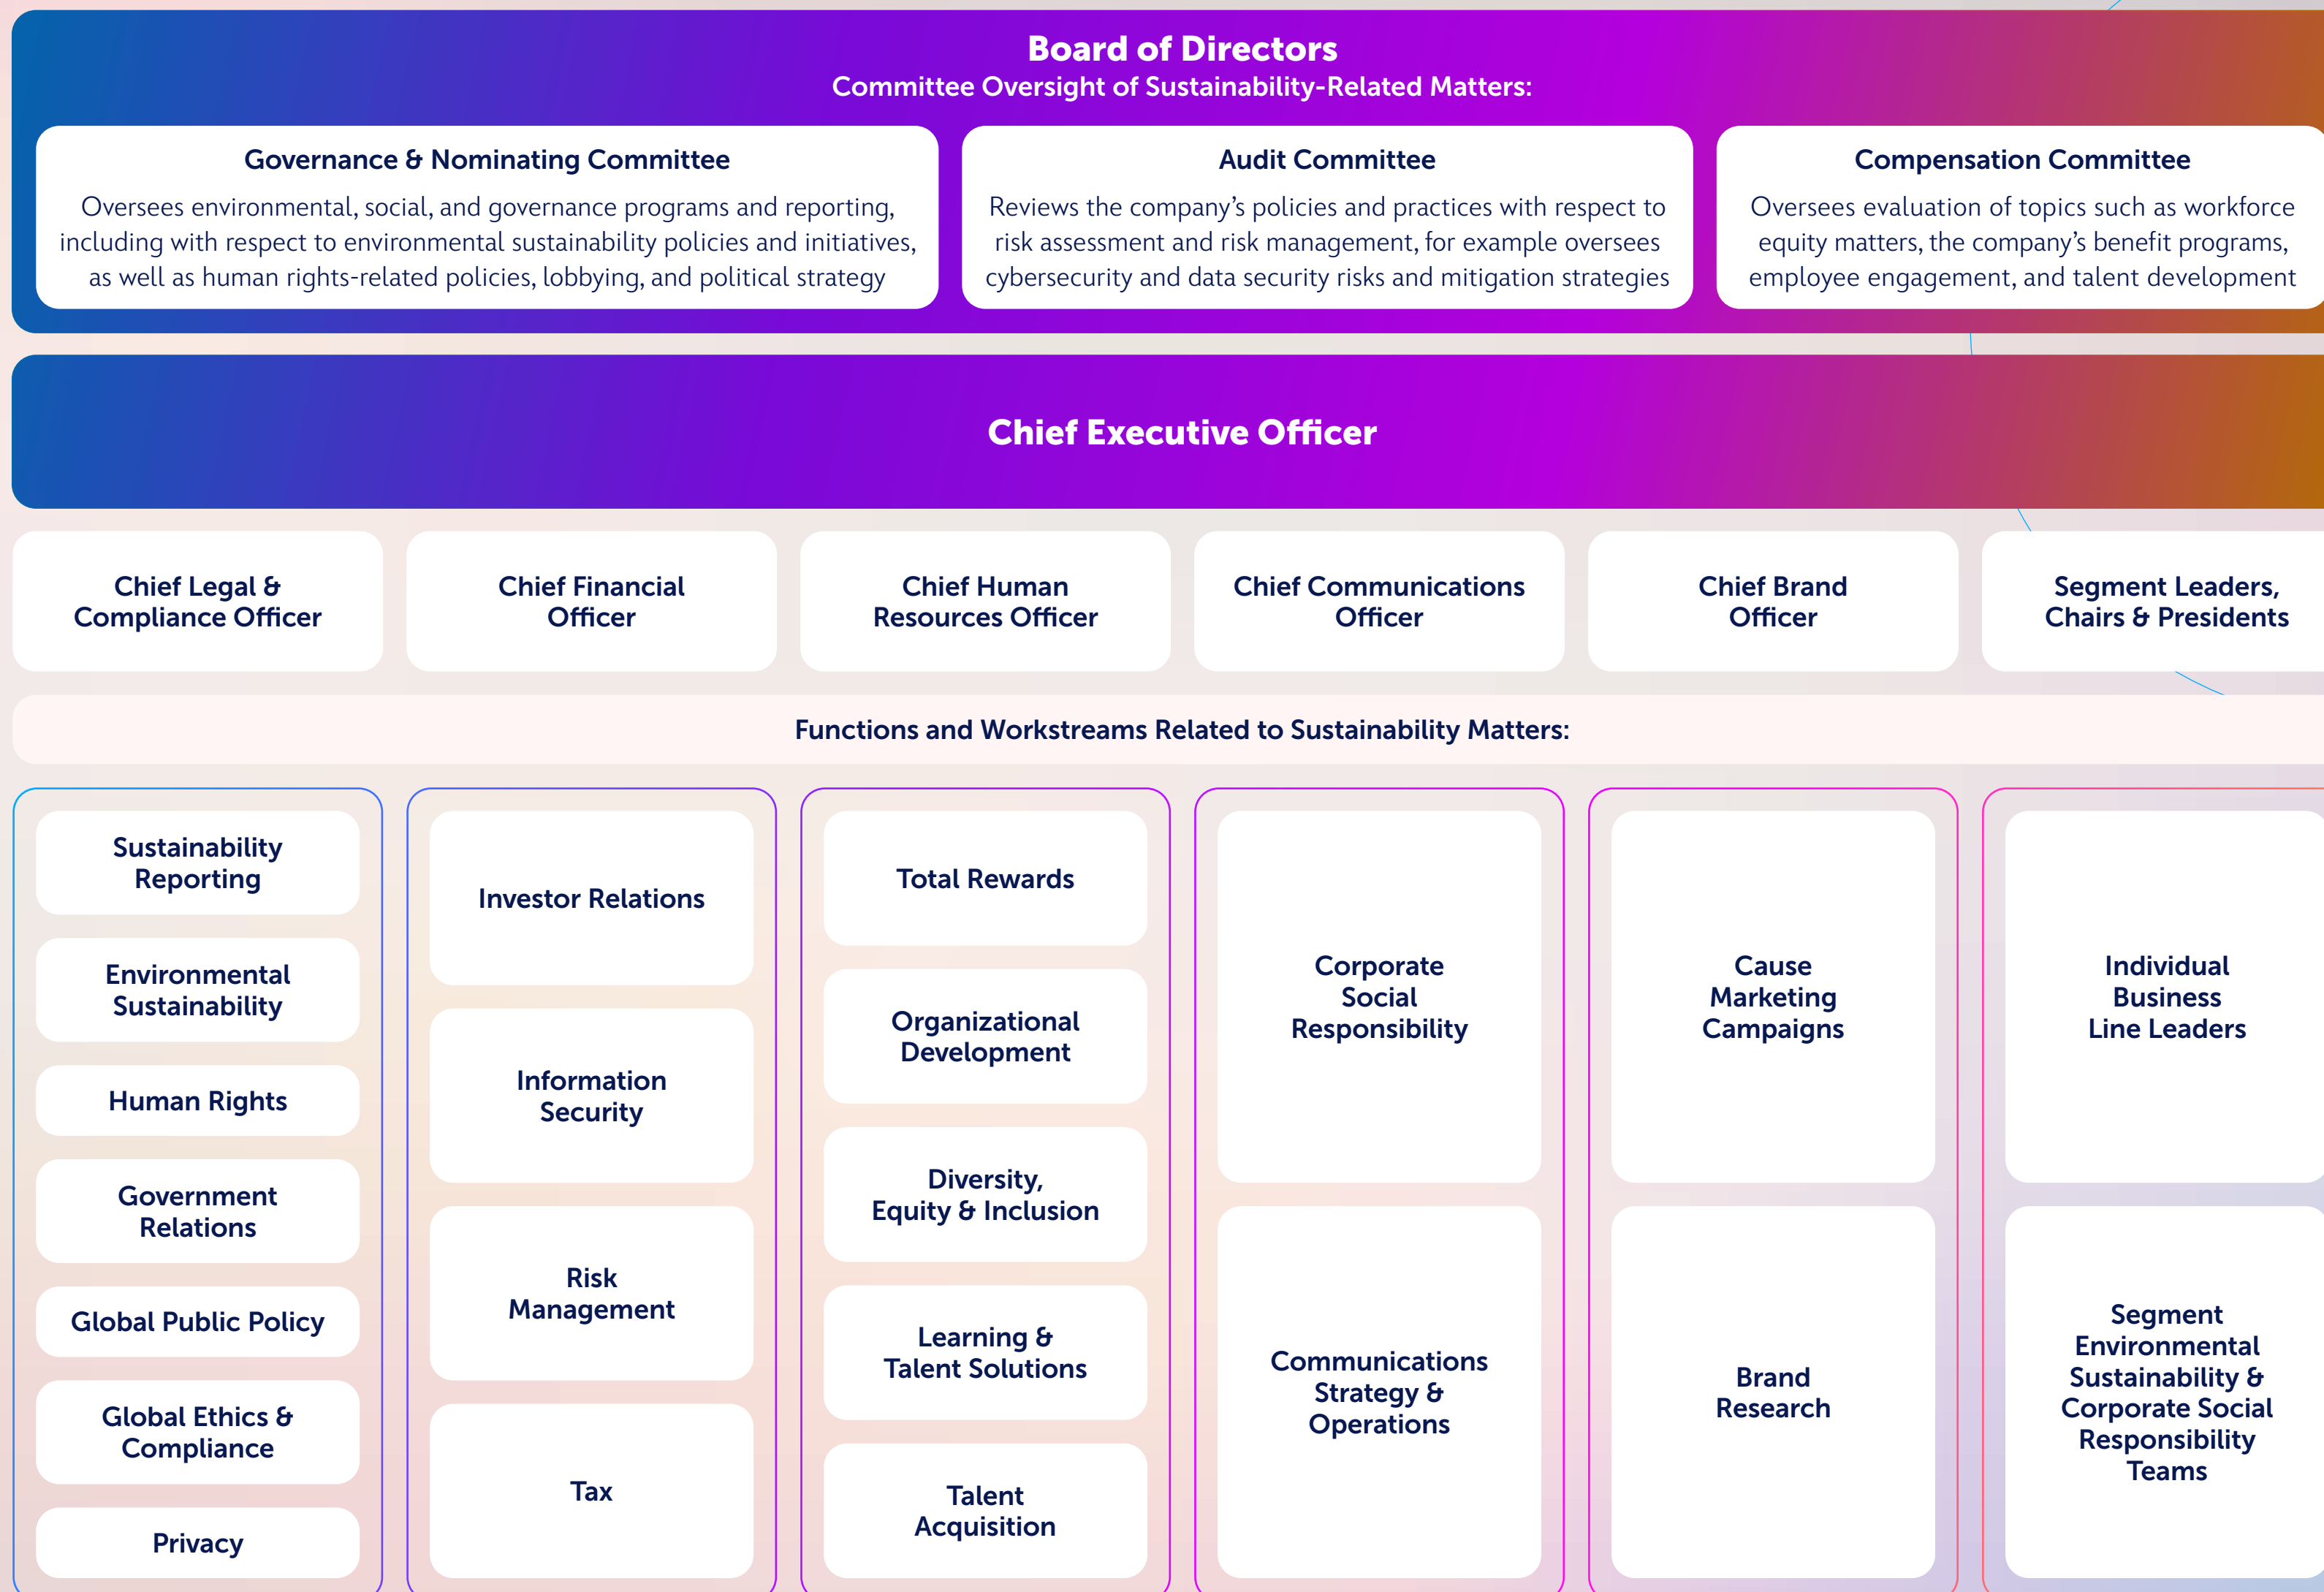 Board of Directors
Committee Oversight of Sustainability-Related Matters:
Governance & Nominating Committee
Oversees environmental, social, and governance programs and reporting,
including with respect to environmental sustainability policies and initiatives,
as well as human rights-related policies, lobbying, and political strategy
Audit Committee
Reviews the company’s policies and practices with respect to
risk assessment and risk management, for example oversees
cybersecurity and data security risks and mitigation strategies
Compensation Committee
Oversees evaluation of topics such as workforce
equity matters, the company’s benefit programs,
employee engagement, and talent development
Chief Executive Officer
Chief Legal &
Compliance Officer
Chief Financial
Officer
Chief Human
Resources Officer
Chief Communications
Officer
Chief Brand
Officer
Segment Leaders,
Chairs & Presidents
Functions and Workstreams Related to Sustainability Matters:
Sustainability
Reporting
Environmental
Sustainability
Human Rights
Government
Relations
Global Public Policy
Global Ethics &
Compliance
Privacy
Investor Relations
Information
Security
Risk
Management
Tax
Total Rewards
Organizational
Development
Diversity,
Equity & Inclusion
Learning &
Talent Solutions
Talent
Acquisition
Corporate
Social
Responsibility
Communications
Strategy &
Operations
Cause
Marketing
Campaigns
Brand
Research
Individual
Business
Line Leaders
Segment
Environmental
Sustainability &
Corporate Social
Responsibility
Teams